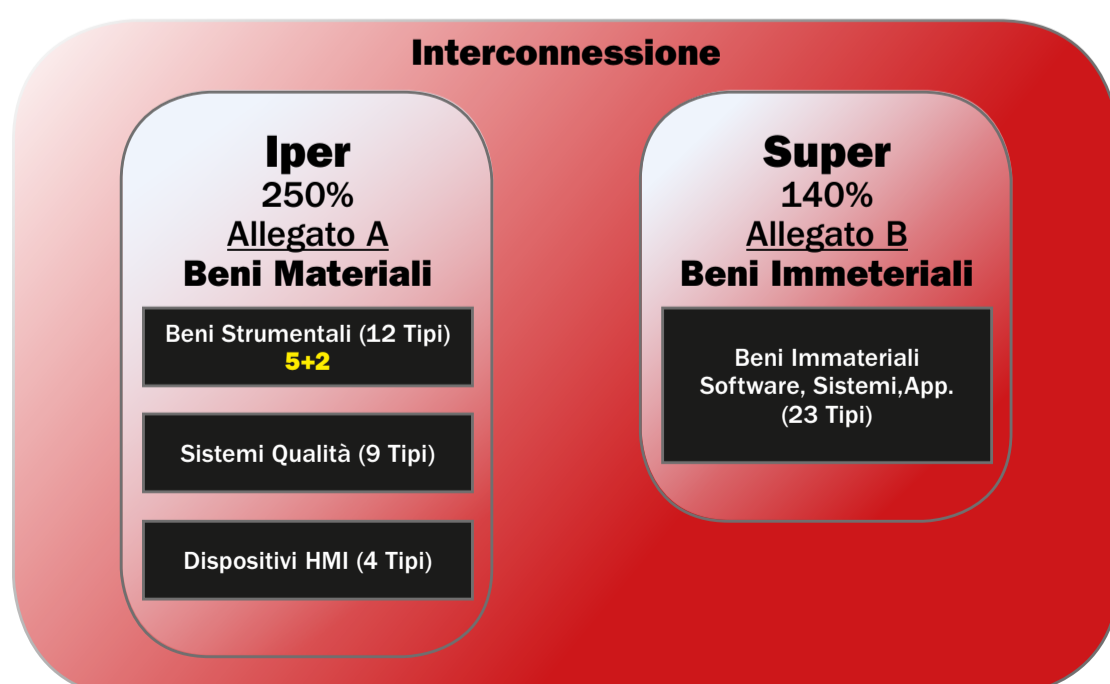 Interconnessione
Iper
250%
Allegato A
Beni Materiali
Beni Strumentali (12 Tipi)
5+2
Sistemi Qualità (9 Tipi)
Dispositivi HMI (4 Tipi)
Super
140%
Allegato B
Beni Immeteriali
Beni Immateriali
Software, Sistemi,App.
(23 Tipi)